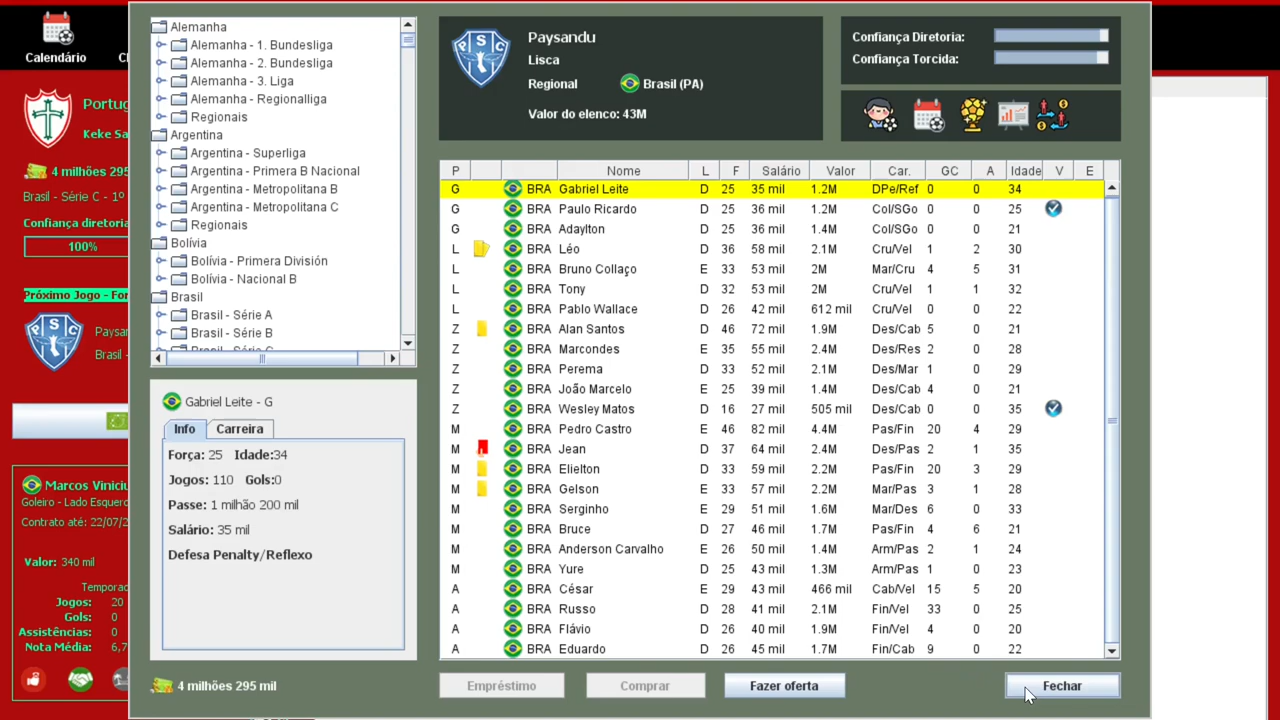 Calendário
Portug
Keke Sa
4 milhões 295
Brasil - Série C - 1º
Confiança diretoria
100%
Próximo Jogo - For
PSC
Paysan
Brasil -
Marcos Viniciu
Goleiro - Lado Esquero
Contrato até: 22/07/2
Valor: 340 mil
Temporac
Jogos: 20
Gols: 0
Assistências: 0
Nota Média: 6,7
Alemanha
Alemanha - 1. Bundesliga
Alemanha - 2. Bundesliga
Alemanha - 3. Liga
Alemanha - Regionalliga
Regionais
Argentina
Argentina - Superliga
Argentina - Primera B Nacional
Argentina - Metropolitana B
Argentina - Metropolitana C
Regionais
Bolívia
Bolívia - Primera División
Bolívia - Nacional B
Brasil
Brasil - Série A
Brasil - Série B
Gabriel Leite - G
Info Carreira
Força: 25 Idade:34
Jogos: 110 Gols:0
Passe: 1 milhão 200 mil
Salário: 35 mil
Defesa Penalty/Reflexo
4 milhões 295 mil
PSC
Paysandu
Lisca
Regional Brasil (PA)
Valor do elenco: 43M
Confiança Diretoria:
Confiança Torcida:
P Nome L F Salário Valor Car. GC A Idade V E
G BRA Gabriel Leite D 25 35 mil 1.2M DPe/Ref 0 0 34
G BRA Paulo Ricardo D 25 36 mil 1.2M Col/SGo 0 0 25
G BRA Adaylton D 25 36 mil 1.4M Col/SGo 0 0 21
L BRA Léo D 36 58 mil 2.1M Cru/Vel 1 2 30
L BRA Bruno Collaço E 33 53 mil 2M Mar/Cru 4 5 31
L BRA Tony D 32 53 mil 2M Cru/Vel 1 1 32
L BRA Pablo Wallace D 26 42 mil 612 mil Cru/Vel 0 0 22
Z BRA Alan Santos D 46 72 mil 1.9M Des/Cab 5 0 21
Z BRA Marcondes E 35 55 mil 2.4M Des/Res 2 0 28
Z BRA Perema D 33 52 mil 2.1M Des/Mar 1 0 29
Z BRA João Marcelo E 25 39 mil 1.4M Des/Cab 4 0 21
Z BRA Wesley Matos D 16 27 mil 505 mil Des/Cab 0 0 35
M BRA Pedro Castro E 46 82 mil 4.4M Pas/Fin 20 4 29
M BRA Jean D 37 64 mil 2.4M Des/Pas 2 1 35
M BRA Elielton D 33 59 mil 2.2M Pas/Fin 20 3 29
M BRA Gelson E 33 57 mil 2.2M Mar/Pas 3 1 28
M BRA Serginho E 29 51 mil 1.6M Mar/Des 6 0 33
M BRA Bruce D 27 46 mil 1.7M Pas/Fin 4 6 21
M BRA Anderson Carvalho E 26 50 mil 1.4M Arm/Pas 2 1 24
M BRA Yure D 25 43 mil 1.3M Arm/Pas 1 0 23
A BRA César E 29 43 mil 466 mil Cab/Vel 15 5 20
A BRA Russo D 28 41 mil 2.1M Fin/Vel 33 0 25
A BRA Flávio D 26 40 mil 1.9M Fin/Vel 4 0 20
A BRA Eduardo D 26 45 mil 1.7M Fin/Cab 9 0 22
Empréstimo Comprar Fazer oferta Fechar